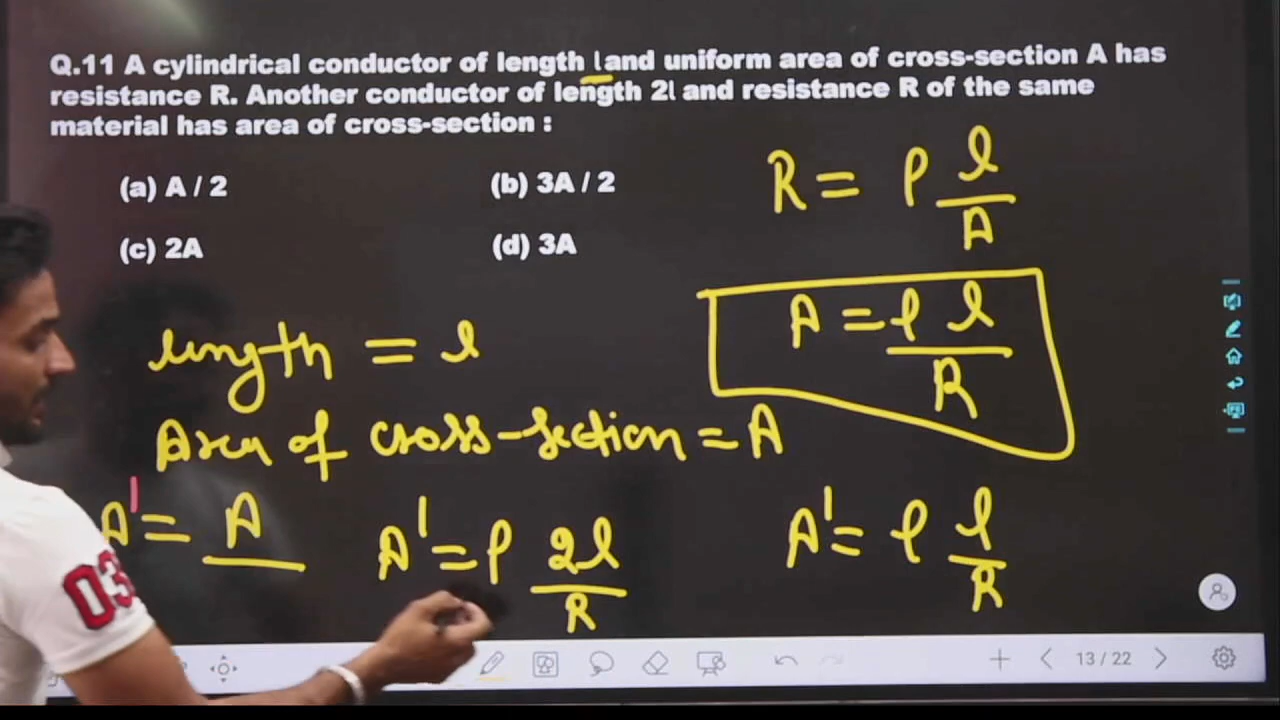 Q.11 A cylindrical conductor of length l and uniform area of cross-section A has
resistance R. Another conductor of length 2l and resistance R of the same
material has area of cross-section :
(a) A / 2
(b) 3A / 2
(c) 2A
(d) 3A
R = ρ l/A
A = ρ l/R
length = l
Area of cross-section = A
A' = A
A' = ρ 2l/R
A' = ρ l/R
03
13 / 22